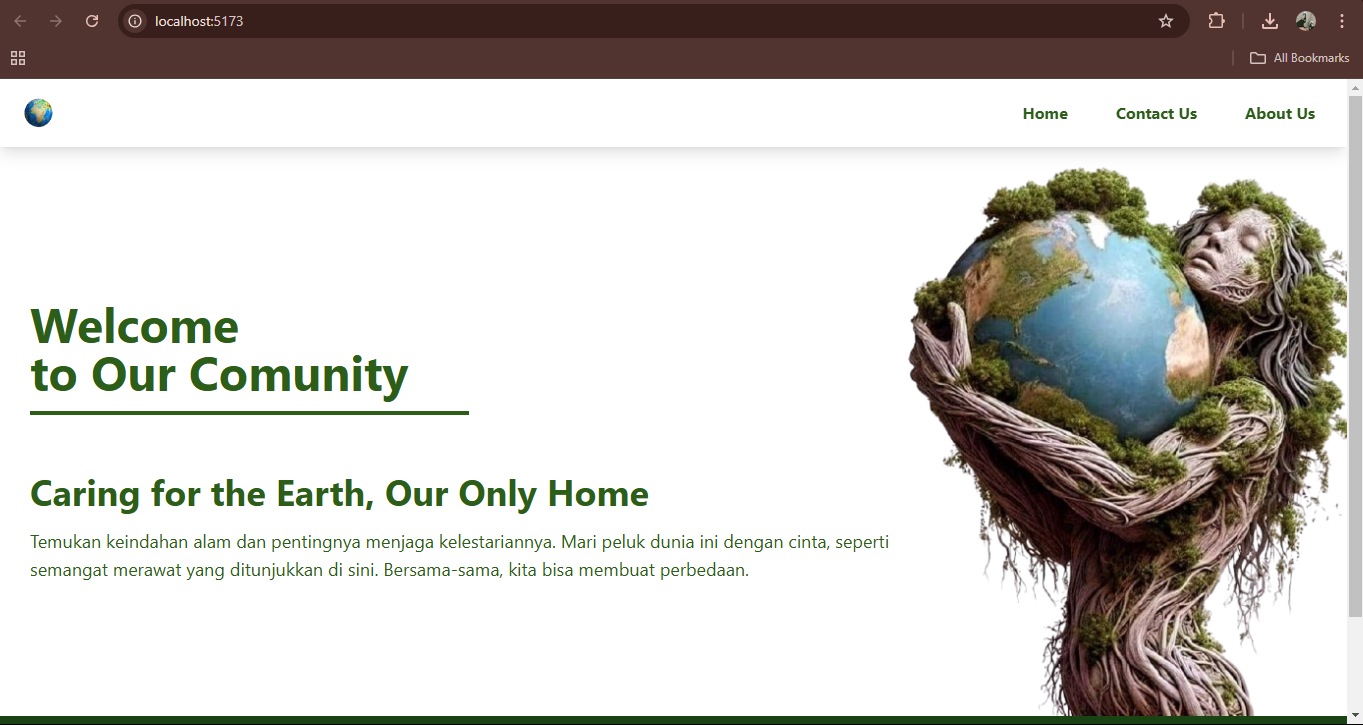 localhost:5173
All Bookmarks
Home Contact Us About Us
Welcome
to Our Comunity
Caring for the Earth, Our Only Home
Temukan keindahan alam dan pentingnya menjaga kelestariannya. Mari peluk dunia ini dengan cinta, seperti
semangat merawat yang ditunjukkan di sini. Bersama-sama, kita bisa membuat perbedaan.